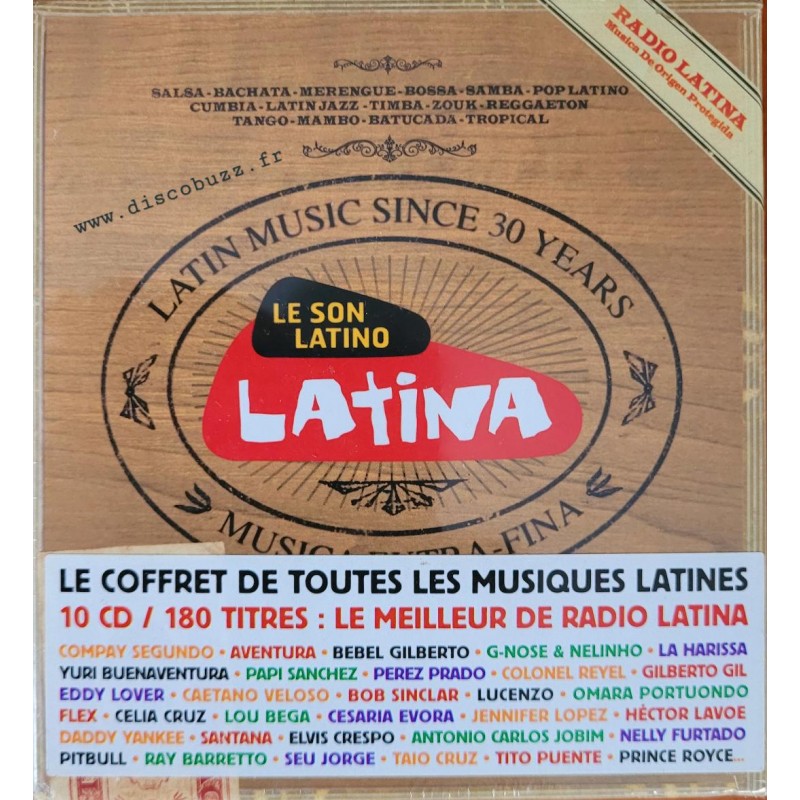 RADIO LATINA
Musica De Origen Protegida
SALSA-BACHATA-MERENGUE-BOSSA-SAMBA-POP LATINO
CUMBIA-LATIN JAZZ-TIMBA-ZOUK-REGGAETON
TANGO-MAMBO-BATUCADA-TROPICAL
www.discobuzz.fr
LATIN MUSIC SINCE 30 YEARS
LE SON
LATINO
LATINA
MUSICA EXTRA-FINA
LE COFFRET DE TOUTES LES MUSIQUES LATINES
10 CD / 180 TITRES : LE MEILLEUR DE RADIO LATINA
COMPAY SEGUNDO • AVENTURA • BEBEL GILBERTO • G-NOSE & NELINHO • LA HARISSA
YURI BUENAVENTURA • PAPI SANCHEZ • PEREZ PRADO • COLONEL REYEL • GILBERTO GIL
EDDY LOVER • CAETANO VELOSO • BOB SINCLAR • LUCENZO • OMARA PORTUONDO
FLEX • CELIA CRUZ • LOU BEGA • CESARIA EVORA • JENNIFER LOPEZ • HÉCTOR LAVOE
DADDY YANKEE • SANTANA • ELVIS CRESPO • ANTONIO CARLOS JOBIM • NELLY FURTADO
PITBULL • RAY BARRETTO • SEU JORGE • TAIO CRUZ • TITO PUENTE • PRINCE ROYCE...